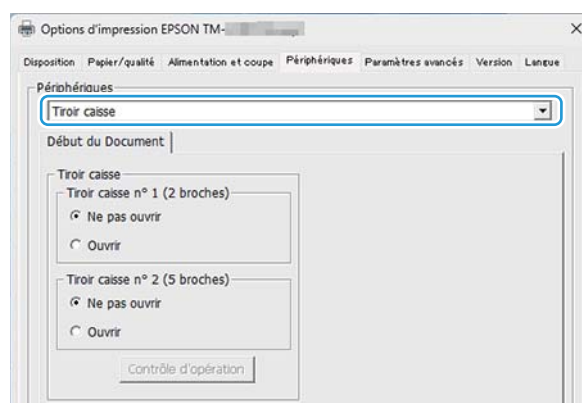 Options d'impression EPSON TM-
Disposition Papier/qualité Alimentation et coupe Périphériques Paramètres avancés Version Langue
Périphériques
Tiroir caisse
Début du Document
Tiroir caisse
Tiroir caisse n° 1 (2 broches)
Ne pas ouvrir
Ouvrir
Tiroir caisse n° 2 (5 broches)
Ne pas ouvrir
Ouvrir
Contrôle d'opération